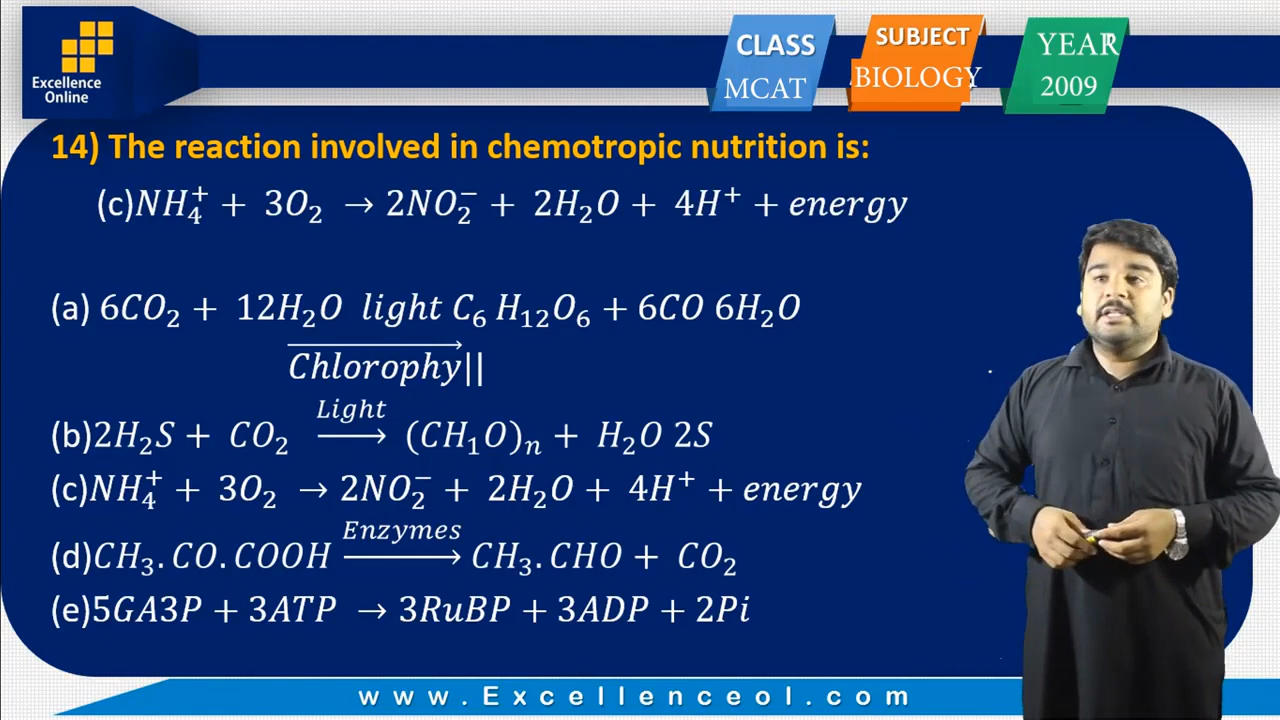 Excellence
Online
CLASS
MCAT
SUBJECT
BIOLOGY
YEAR
2009
14) The reaction involved in chemotropic nutrition is:
(c)NH₄⁺ + 3O₂ → 2NO₂⁻ + 2H₂O + 4H⁺ + energy
(a) 6CO₂ + 12H₂O light C₆ H₁₂O₆ + 6CO 6H₂O
Chlorophy||
Light
(b)2H₂S + CO₂ ⟶ (CH₁O)ₙ + H₂O 2S
(c)NH₄⁺ + 3O₂ → 2NO₂⁻ + 2H₂O + 4H⁺ + energy
Enzymes
(d)CH₃.CO.COOH ⟶ CH₃.CHO + CO₂
(e)5GA3P + 3ATP → 3RuBP + 3ADP + 2Pi
www.Excellenceol.com